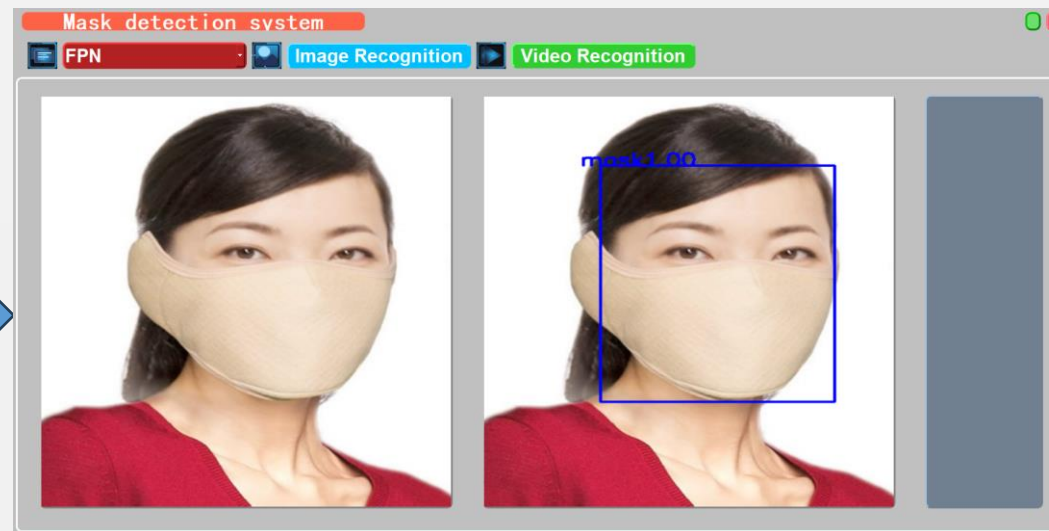 Mask detection system
FPN
Image Recognition
Video Recognition
mask1.00